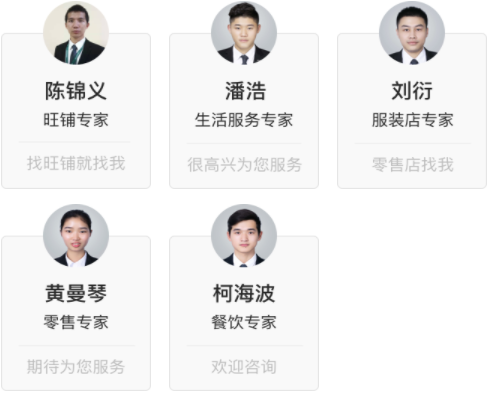 陈锦义
旺铺专家
找旺铺就找我
潘浩
生活服务专家
很高兴为您服务
刘衍
服装店专家
零售店找我
黄曼琴
零售专家
期待为您服务
柯海波
餐饮专家
欢迎咨询